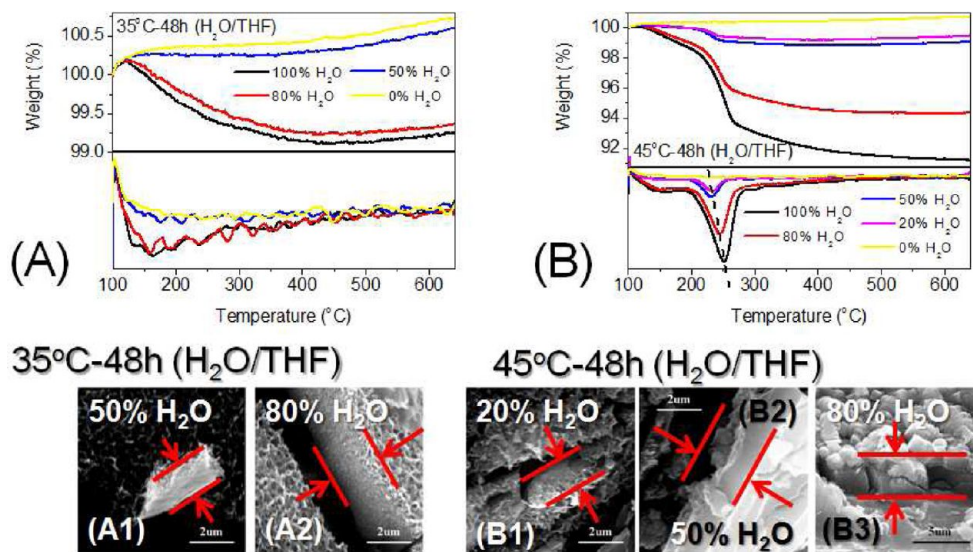 35°C-48h (H₂O/THF)
100.5
100.0
99.5
99.0
Weight (%)
100% H₂O
50% H₂O
80% H₂O
0% H₂O
(A)
100 200 300 400 500 600
Temperature (°C)
100
98
96
94
92
Weight (%)
45°C-48h (H₂O/THF)
100% H₂O
80% H₂O
50% H₂O
20% H₂O
0% H₂O
(B)
100 200 300 400 500 600
Temperature (°C)
35°C-48h (H₂O/THF)
50% H₂O
(A1)
2um
80% H₂O
(A2)
2um
45°C-48h (H₂O/THF)
20% H₂O
(B1)
2um
2um
(B2)
50% H₂O
80% H₂O
(B3)
5um